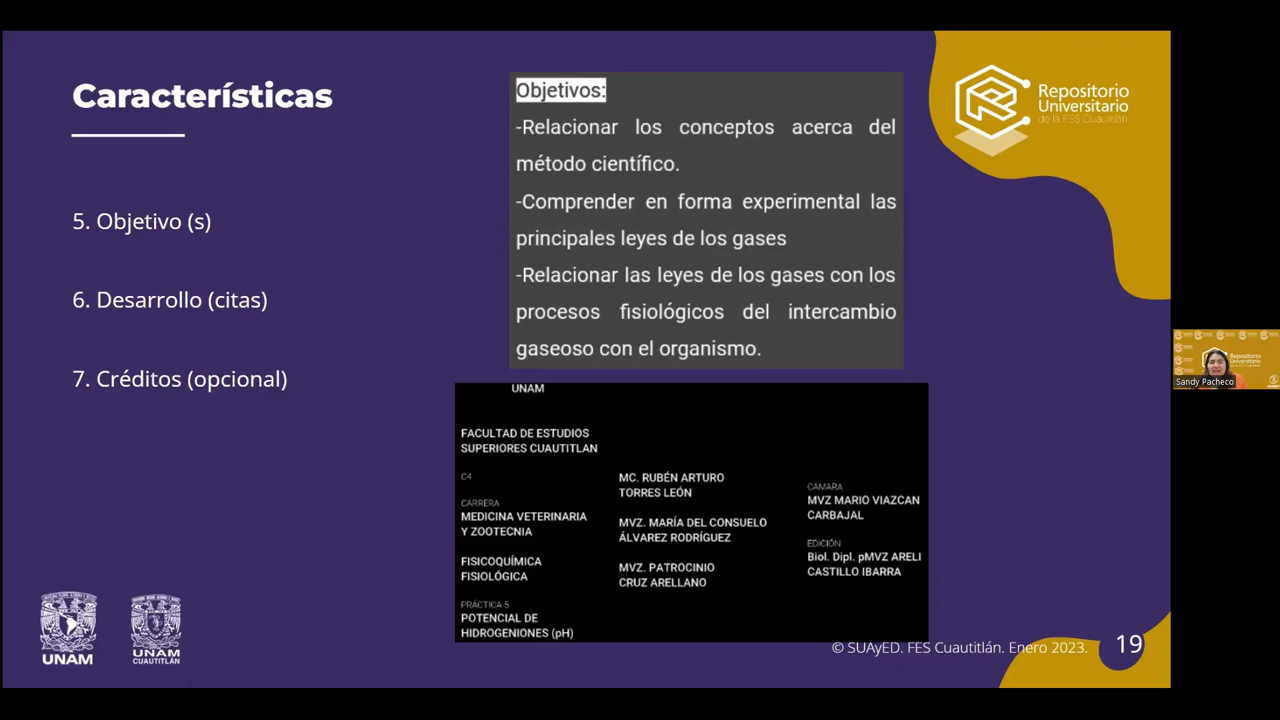 Características
5. Objetivo (s)
6. Desarrollo (citas)
7. Créditos (opcional)
Objetivos:
-Relacionar los conceptos acerca del
método científico.
-Comprender en forma experimental las
principales leyes de los gases
-Relacionar las leyes de los gases con los
procesos fisiológicos del intercambio
gaseoso con el organismo.
UNAM
FACULTAD DE ESTUDIOS
SUPERIORES CUAUTITLAN
C4
CARRERA
MEDICINA VETERINARIA
Y ZOOTECNIA
FISICOQUÍMICA
FISIOLÓGICA
PRÁCTICA 5
POTENCIAL DE
HIDROGENIONES (pH)
MC. RUBÉN ARTURO
TORRES LEÓN
MVZ. MARÍA DEL CONSUELO
ÁLVAREZ RODRÍGUEZ
MVZ. PATROCINIO
CRUZ ARELLANO
CÁMARA
MVZ MARIO VIAZCAN
CARBAJAL
EDICIÓN
Biol. Dipl. pMVZ ARELI
CASTILLO IBARRA
Repositorio
Universitario
de la FES Cuautitlán
Repositorio
Universitario
Sandy Pacheco
UNAM
UNAM
CUAUTITLÁN
© SUAyED. FES Cuautitlán. Enero 2023.
19